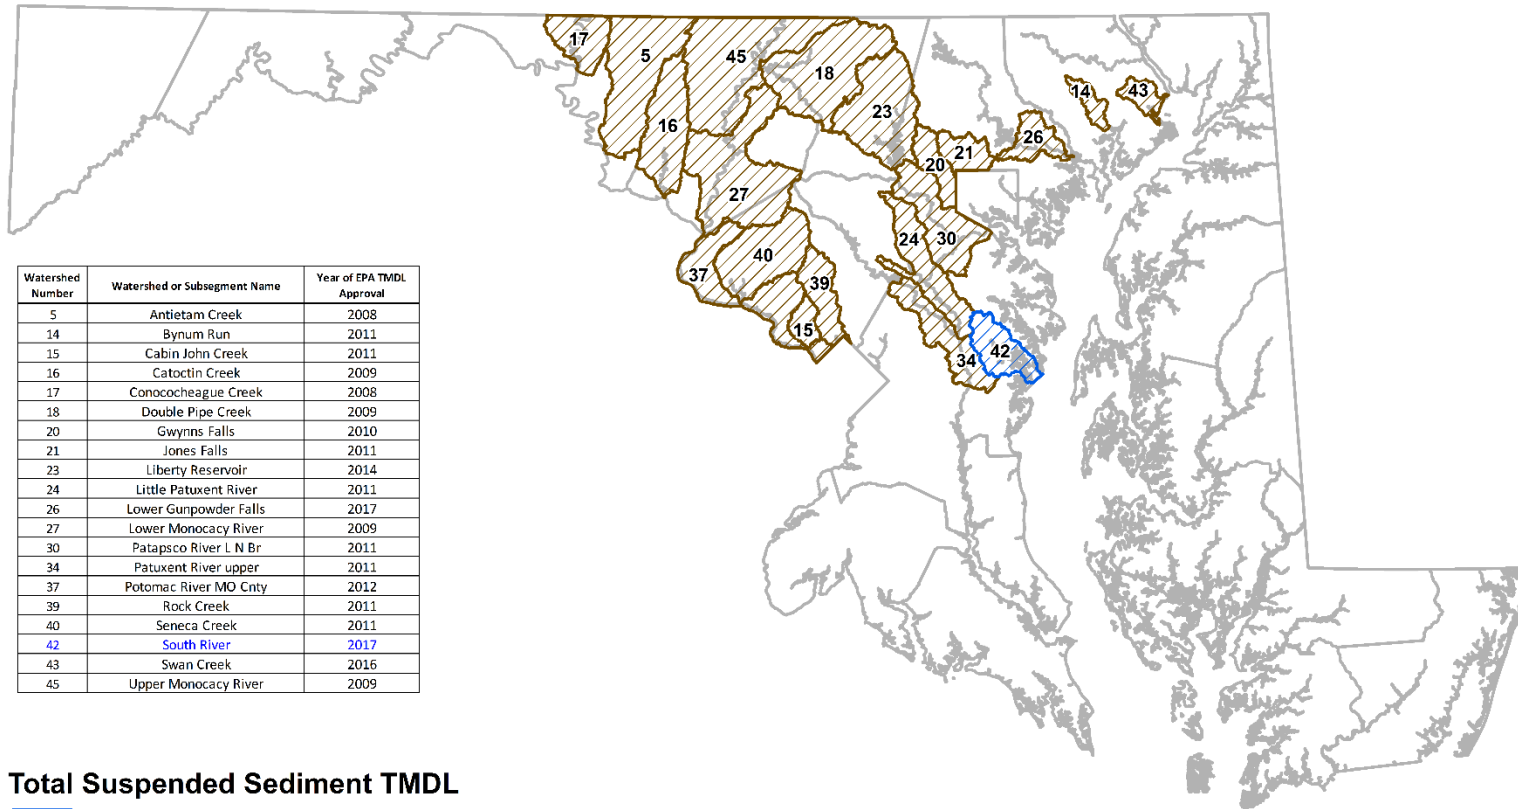 17
5
45
18
14
43
23
16
26
21
20
27
24
30
40
37
39
15
42
34
Watershed Number Watershed or Subsegment Name Year of EPA TMDL Approval
5 Antietam Creek 2008
14 Bynum Run 2011
15 Cabin John Creek 2011
16 Catoctin Creek 2009
17 Conococheague Creek 2008
18 Double Pipe Creek 2009
20 Gwynns Falls 2010
21 Jones Falls 2011
23 Liberty Reservoir 2014
24 Little Patuxent River 2011
26 Lower Gunpowder Falls 2017
27 Lower Monocacy River 2009
30 Patapsco River L N Br 2011
34 Patuxent River upper 2011
37 Potomac River MO Cnty 2012
39 Rock Creek 2011
40 Seneca Creek 2011
42 South River 2017
43 Swan Creek 2016
45 Upper Monocacy River 2009
Total Suspended Sediment TMDL